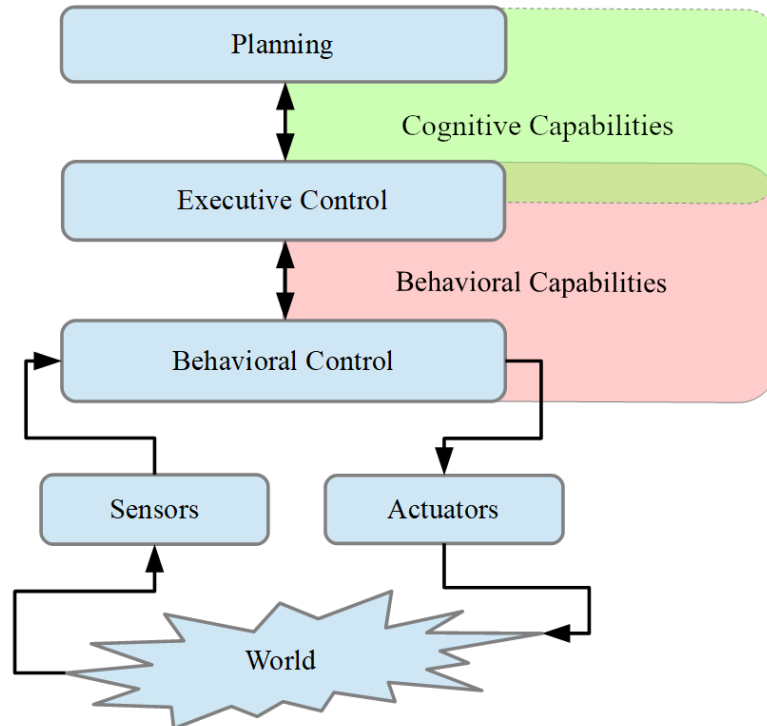 Planning
Cognitive Capabilities
Executive Control
Behavioral Capabilities
Behavioral Control
Sensors
Actuators
World